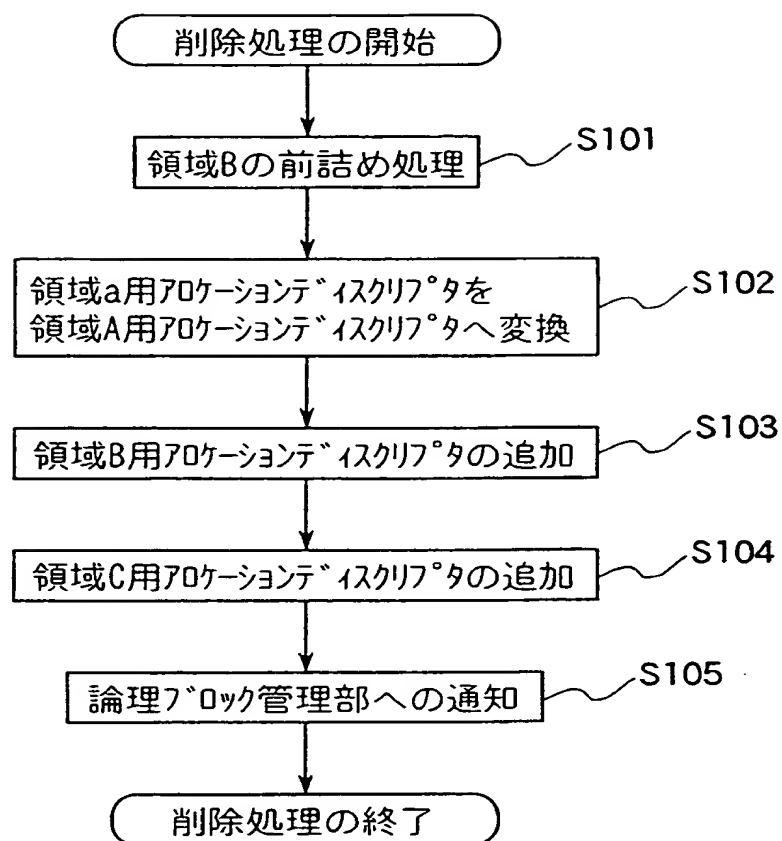 削除処理の開始
S101
領域Bの前詰め処理
S102
領域a用ｱﾛｹｰｼｮﾝﾃﾞｨｽｸﾘﾌﾟﾀを
領域A用ｱﾛｹｰｼｮﾝﾃﾞｨｽｸﾘﾌﾟﾀへ変換
S103
領域B用ｱﾛｹｰｼｮﾝﾃﾞｨｽｸﾘﾌﾟﾀの追加
S104
領域C用ｱﾛｹｰｼｮﾝﾃﾞｨｽｸﾘﾌﾟﾀの追加
S105
論理ﾌﾞﾛｯｸ管理部への通知
削除処理の終了